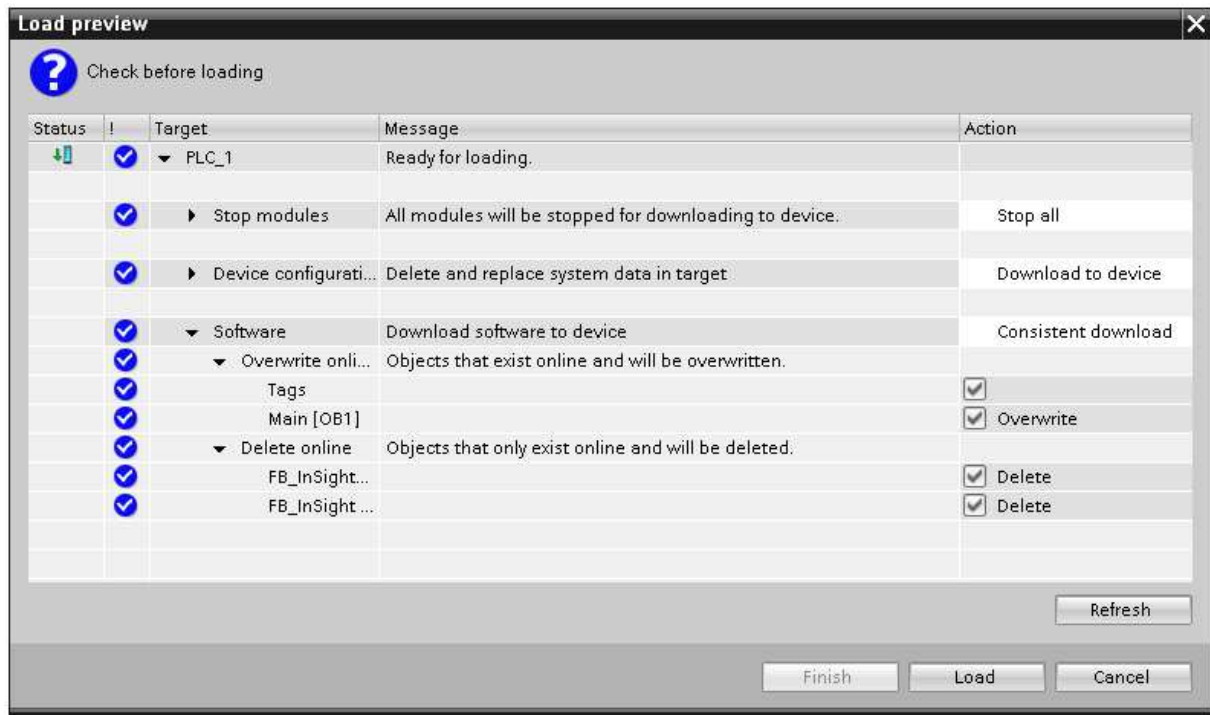 Load preview
Check before loading
Status ! Target Message Action
PLC_1 Ready for loading.
Stop modules All modules will be stopped for downloading to device. Stop all
Device configurati... Delete and replace system data in target Download to device
Software Download software to device Consistent download
Overwrite onli... Objects that exist online and will be overwritten.
Tags
Main [OB1] Overwrite
Delete online Objects that only exist online and will be deleted.
FB_InSight... Delete
FB_InSight ... Delete
Refresh
Finish Load Cancel